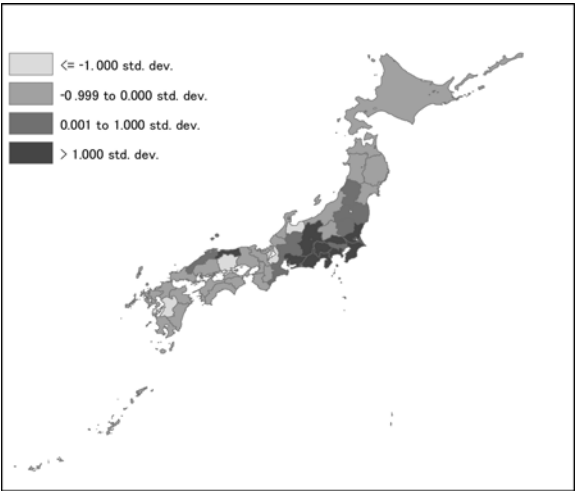 <= -1.000 std. dev.
-0.999 to 0.000 std. dev.
0.001 to 1.000 std. dev.
> 1.000 std. dev.